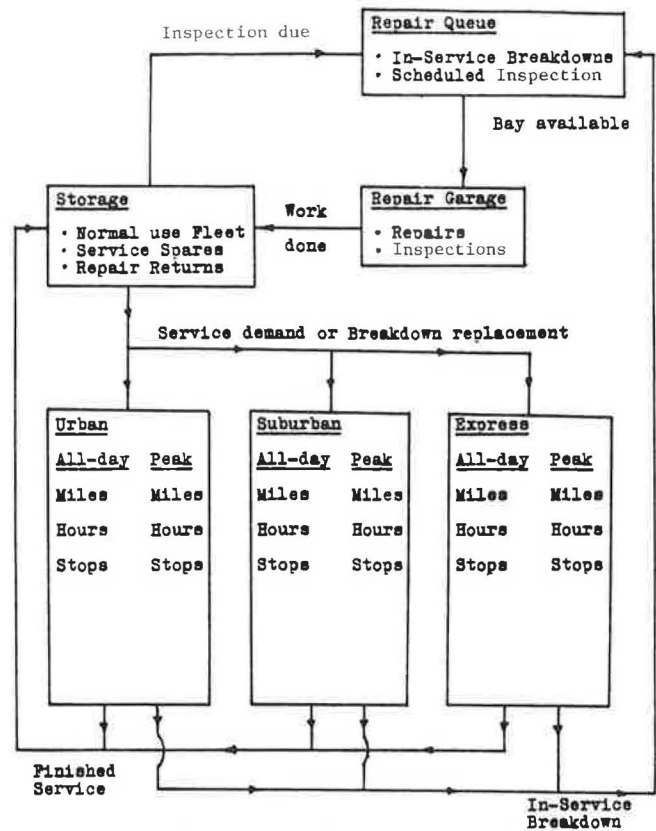 Inspection due
Repair Queue
· In-Service Breakdowns
· Scheduled Inspection
Bay available
Storage
· Normal use Fleet
· Service Spares
· Repair Returns
Work
done
Repair Garage
· Repairs
· Inspections
Service demand or Breakdown replacement
Urban
All-day Peak
Miles Miles
Hours Hours
Stops Stops
Suburban
All-day Peak
Miles Miles
Hours Hours
Stops Stops
Express
All-day Peak
Miles Miles
Hours Hours
Stops Stops
Finished
Service
In-Service
Breakdown